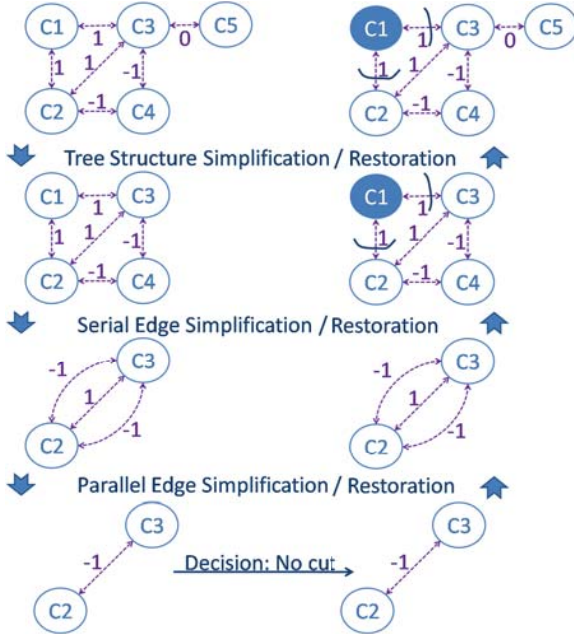 C1 1 C3 0 C5 C1 1 C3 0 C5
1 1 -1 1 1 -1
C2 -1 C4 C2 -1 C4
Tree Structure Simplification / Restoration
C1 1 C3 C1 1 C3
1 1 -1 1 1 -1
C2 -1 C4 C2 -1 C4
Serial Edge Simplification / Restoration
C3 C3
-1 1 -1 -1 1 -1
C2 C2
Parallel Edge Simplification / Restoration
C3 C3
-1 Decision: No cut -1
C2 C2